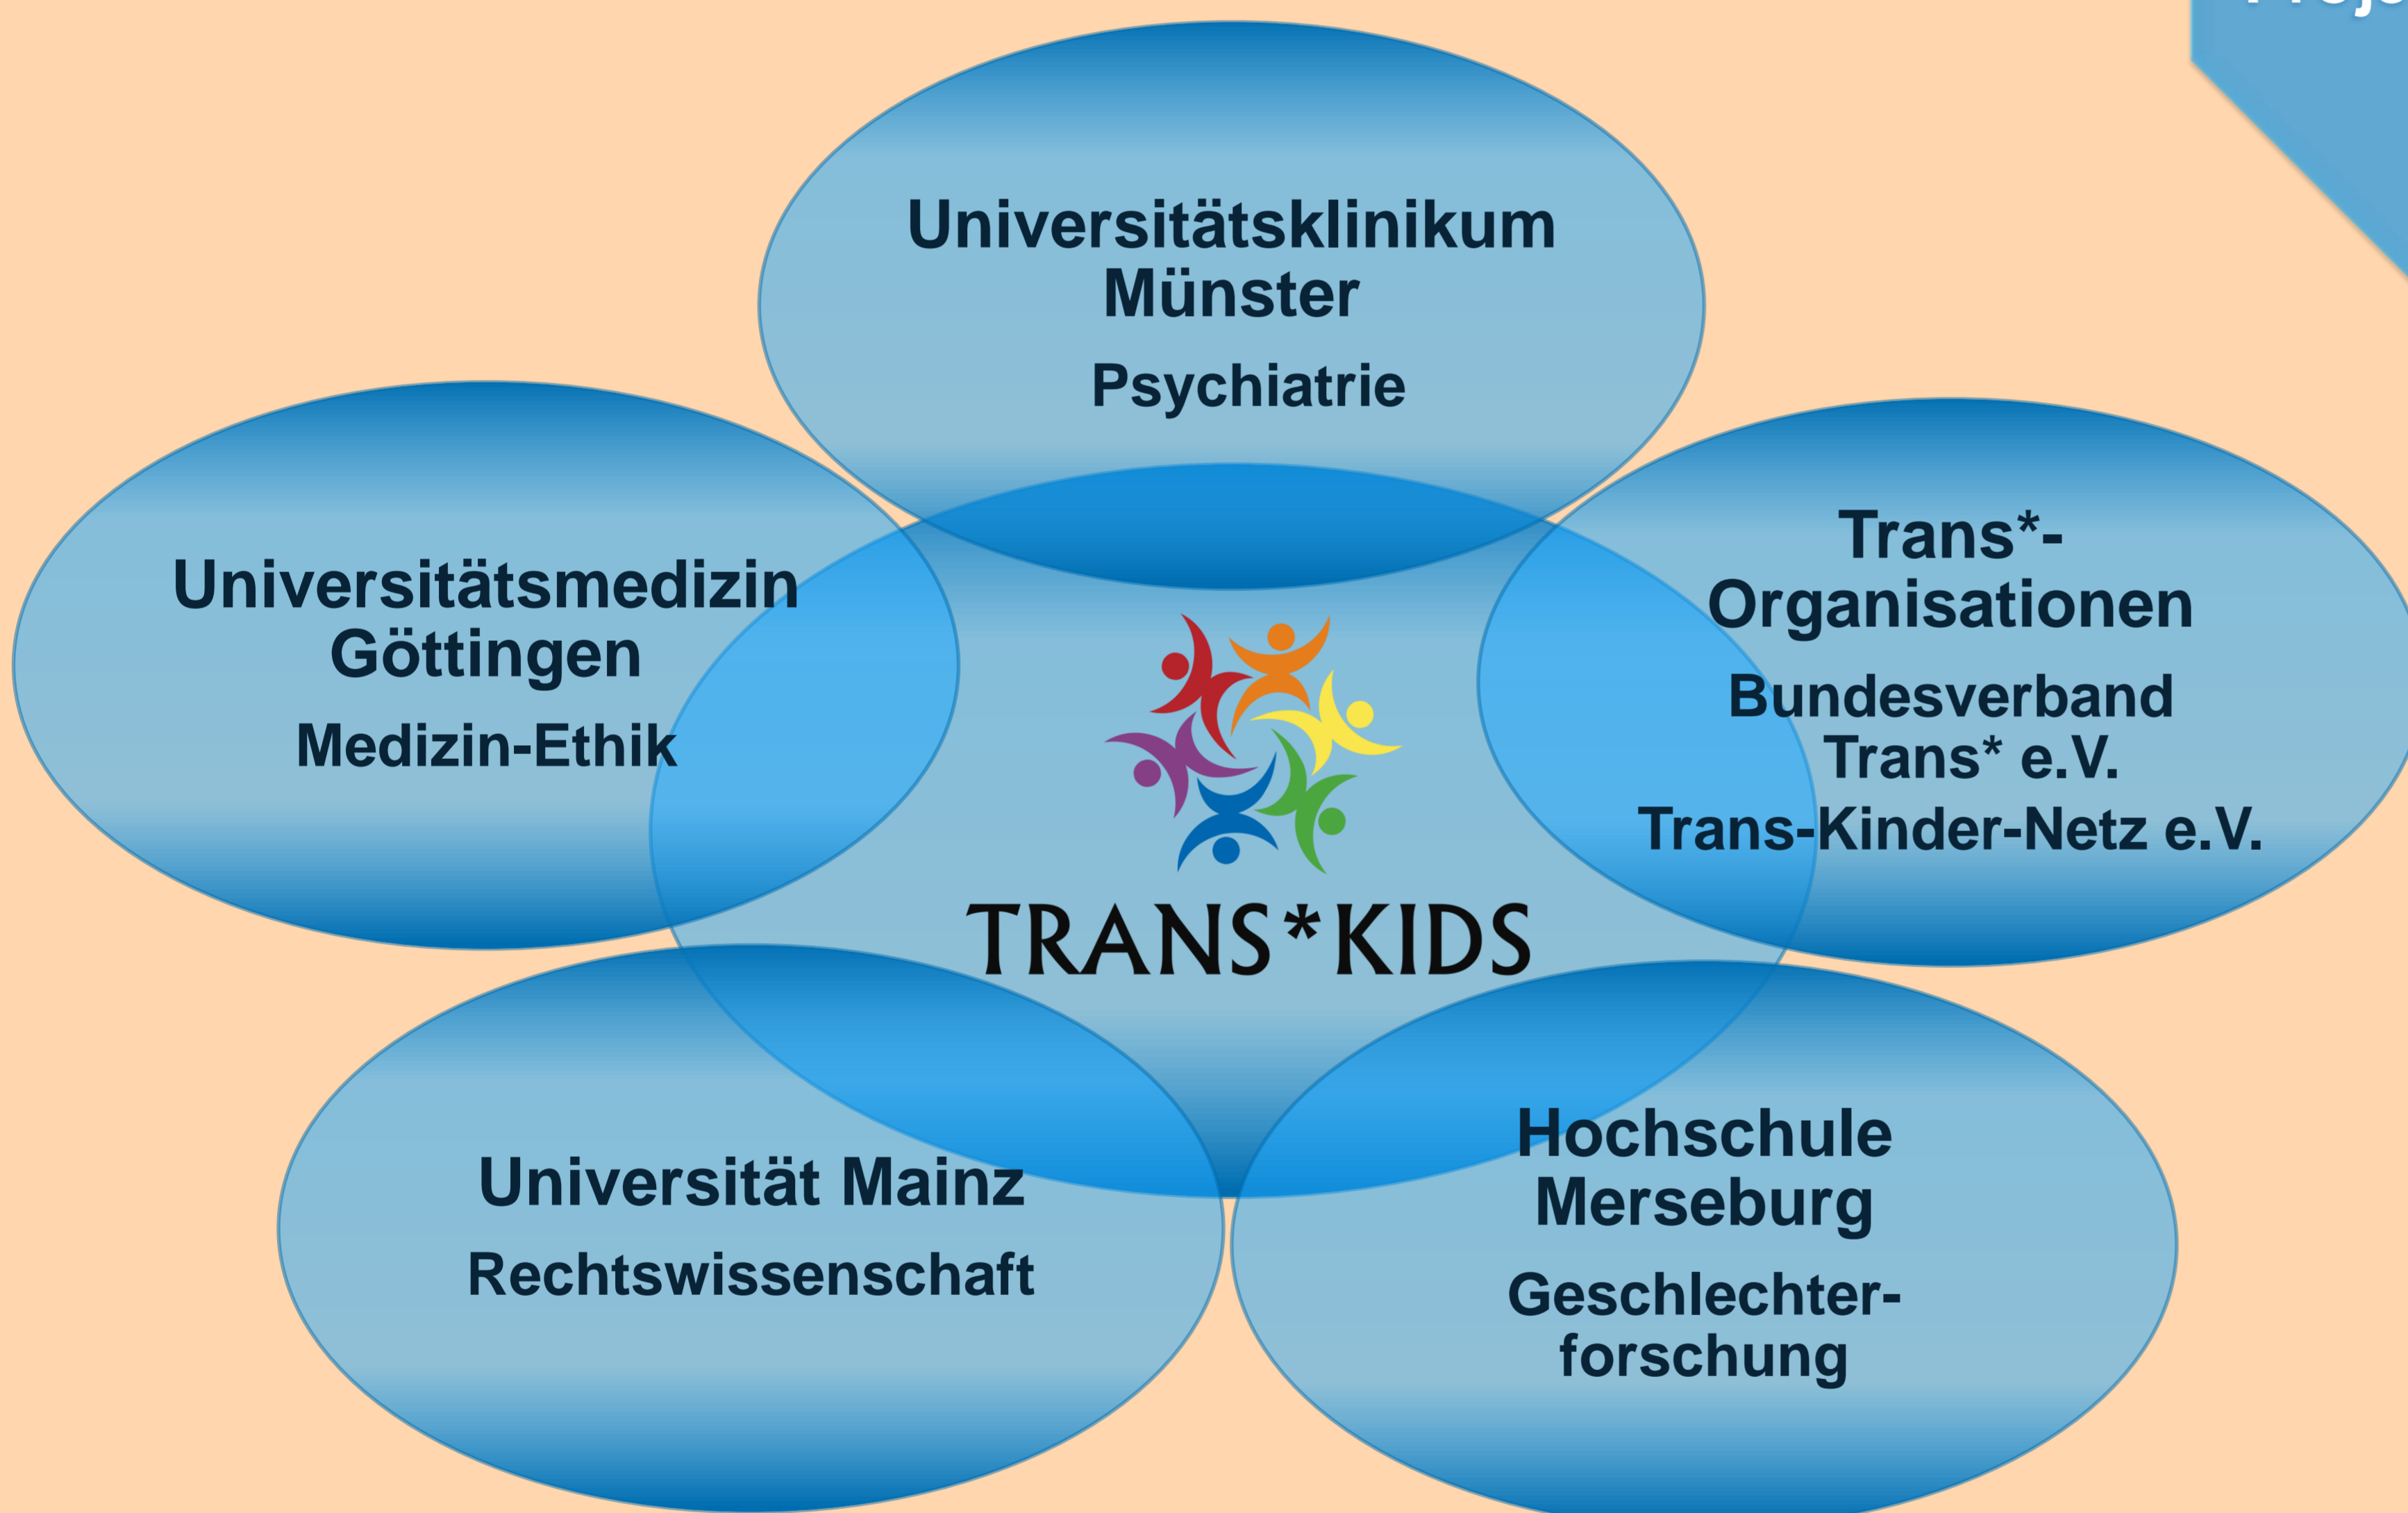 Universitätsklinikum
Münster
Psychiatrie
Universitätsmedizin
Göttingen
Medizin-Ethik
Trans*-
Organisationen
Bundesverband
Trans* e.V.
Trans-Kinder-Netz e.V.
TRANS*KIDS
Universität Mainz
Rechtswissenschaft
Hochschule
Merseburg
Geschlechter-
forschung